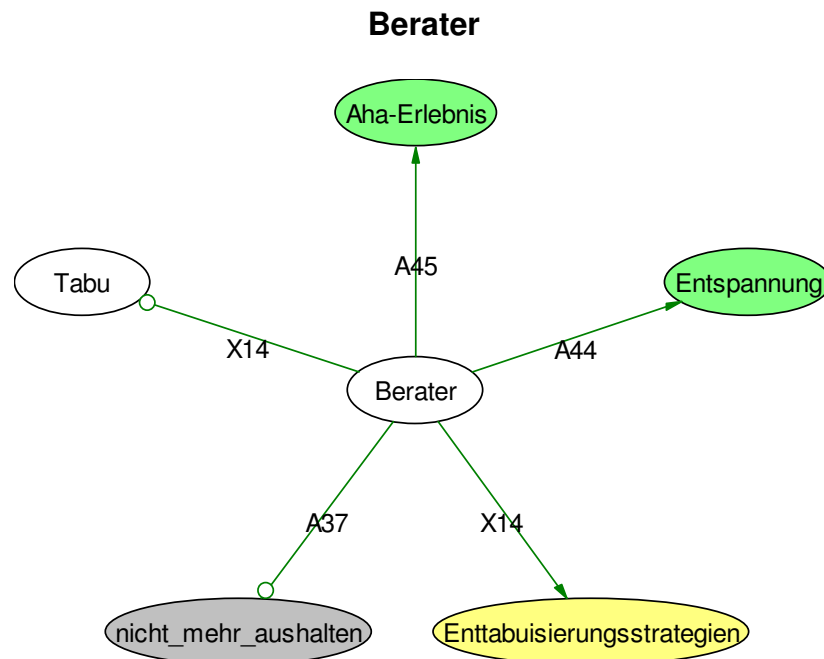 Berater
Aha-Erlebnis
A45
Tabu
Entspannung
X14
A44
Berater
A37
X14
nicht_mehr_aushalten
Enttabuisierungsstrategien